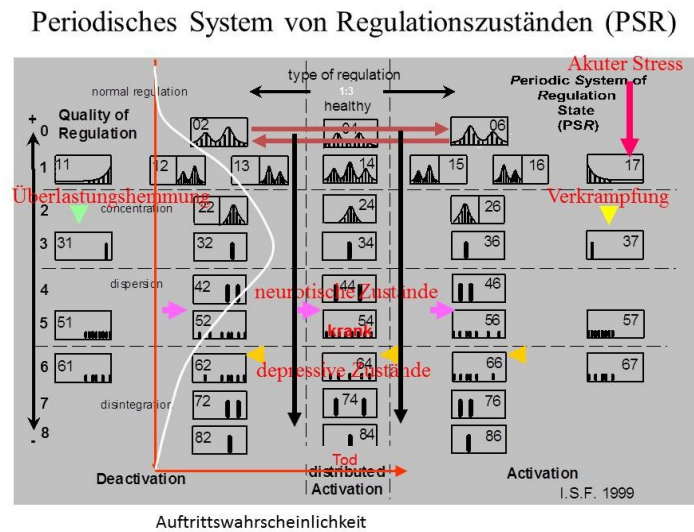 Periodisches System von Regulationszuständen (PSR)
Akuter Stress
type of regulation
normal regulation
1:3
healthy
Periodic System of
Regulation
State
(PSR)
Quality of
Regulation
+
0
02
04
06
1
11
12
13
14
15
16
17
Überlastungshemmung
Verkrampfung
concentration
2
22
24
26
3
31
32
34
36
37
dispersion
4
42
44
46
neurotische Zustände
5
51
52
54
56
57
krank
6
61
62
64
66
67
depressive Zustände
disintegration
7
72
74
76
8
82
84
86
-
Tod
Deactivation
distributed
Activation
Activation
I.S.F. 1999
Auftrittswahrscheinlichkeit